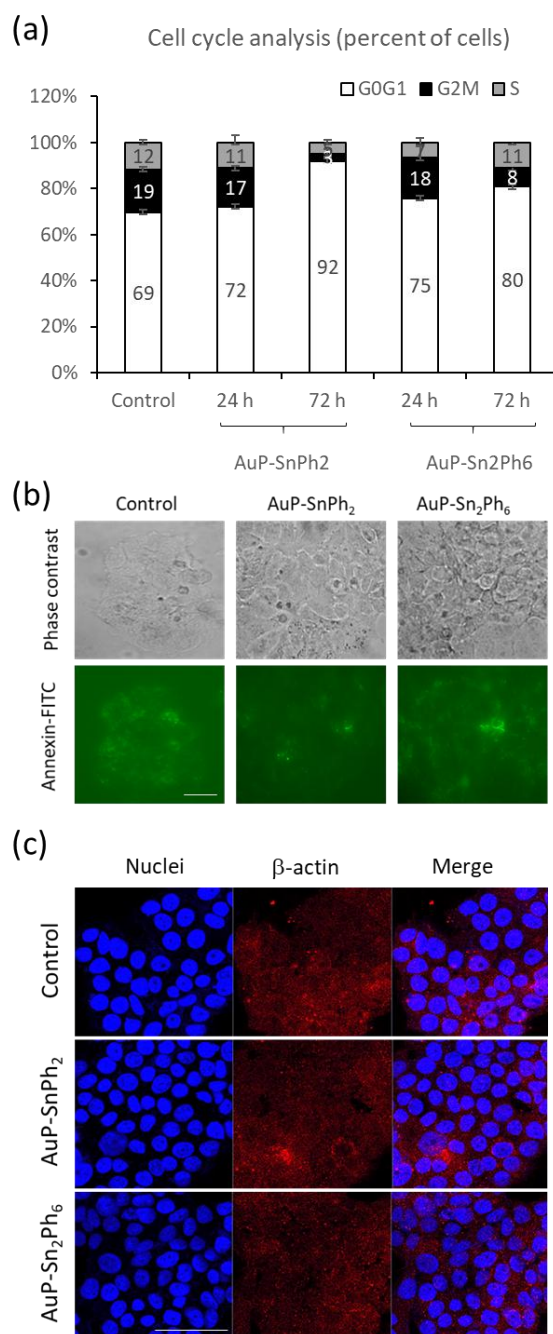 (a)
Cell cycle analysis (percent of cells)
G0G1 G2M S
120%
100%
80%
60%
40%
20%
0%
12 11 5 7 11
19 17 3 18 8
69 72 92 75 80
Control 24 h 72 h 24 h 72 h
AuP-SnPh2 AuP-Sn2Ph6
(b)
Control AuP-SnPh₂ AuP-Sn₂Ph₆
Phase contrast
Annexin-FITC
(c)
Nuclei β-actin Merge
Control
AuP-SnPh₂
AuP-Sn₂Ph₆